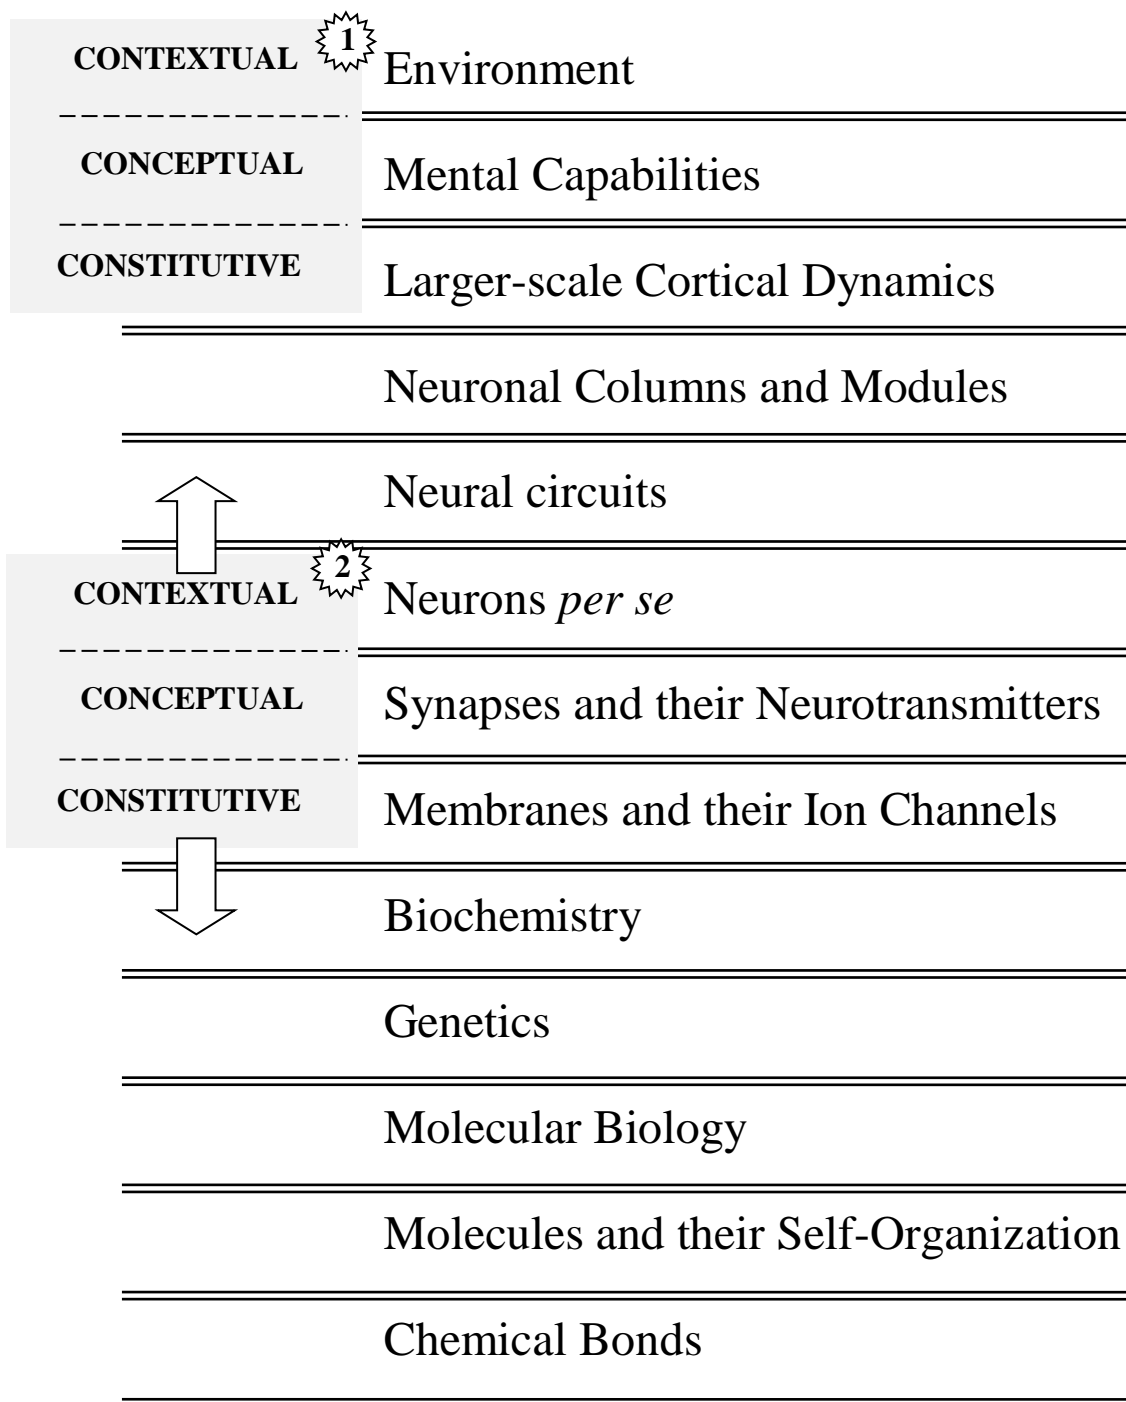 CONTEXTUAL 1 Environment
CONCEPTUAL Mental Capabilities
CONSTITUTIVE Larger-scale Cortical Dynamics
Neuronal Columns and Modules
Neural circuits
CONTEXTUAL 2 Neurons per se
CONCEPTUAL Synapses and their Neurotransmitters
CONSTITUTIVE Membranes and their Ion Channels
Biochemistry
Genetics
Molecular Biology
Molecules and their Self-Organization
Chemical Bonds